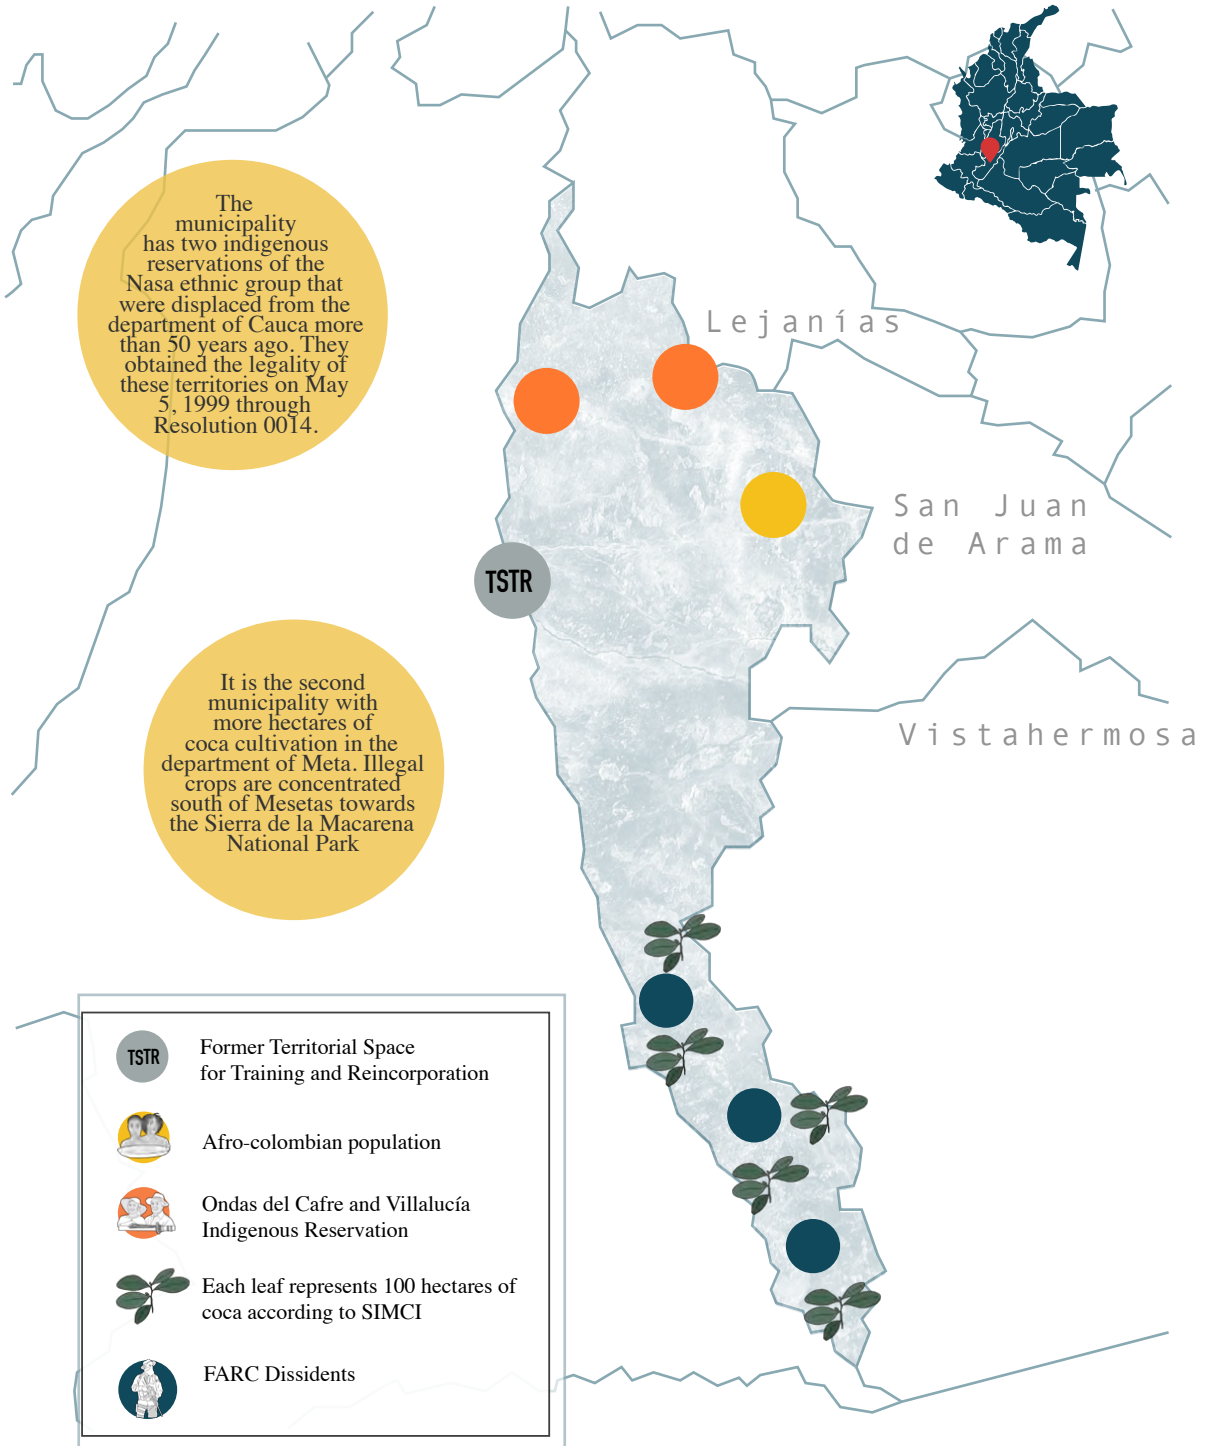 The
municipality
has two indigenous
reservations of the
Nasa ethnic group that
were displaced from the
department of Cauca more
than 50 years ago. They
obtained the legality of
these territories on May
5, 1999 through
Resolution 0014.
Lejanías
San Juan
de Arama
TSTR
It is the second
municipality with
more hectares of
coca cultivation in the
department of Meta. Illegal
crops are concentrated
south of Mesetas towards
the Sierra de la Macarena
National Park
Vistahermosa
TSTR
Former Territorial Space
for Training and Reincorporation
Afro-colombian population
Ondas del Cafre and Villalucía
Indigenous Reservation
Each leaf represents 100 hectares of
coca according to SIMCI
FARC Dissidents